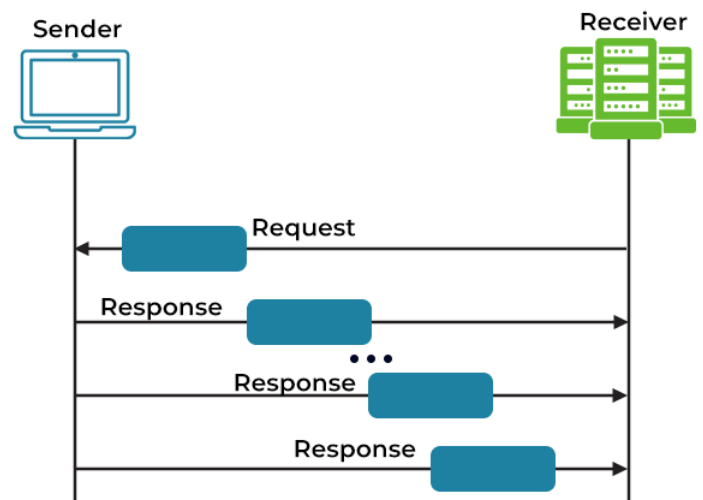 Sender
Receiver
Request
Response
...
Response
Response